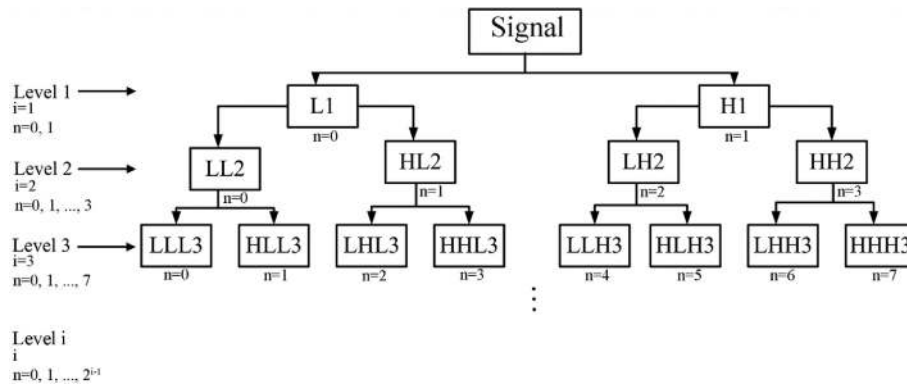 Signal
Level 1
i=1
n=0, 1
L1
n=0
H1
n=1
Level 2
i=2
n=0, 1, ..., 3
LL2
n=0
HL2
n=1
LH2
n=2
HH2
n=3
Level 3
i=3
n=0, 1, ..., 7
LLL3
n=0
HLL3
n=1
LHL3
n=2
HHL3
n=3
LLH3
n=4
HLH3
n=5
LHH3
n=6
HHH3
n=7
⋮
Level i
i
n=0, 1, ..., 2^{i-1}